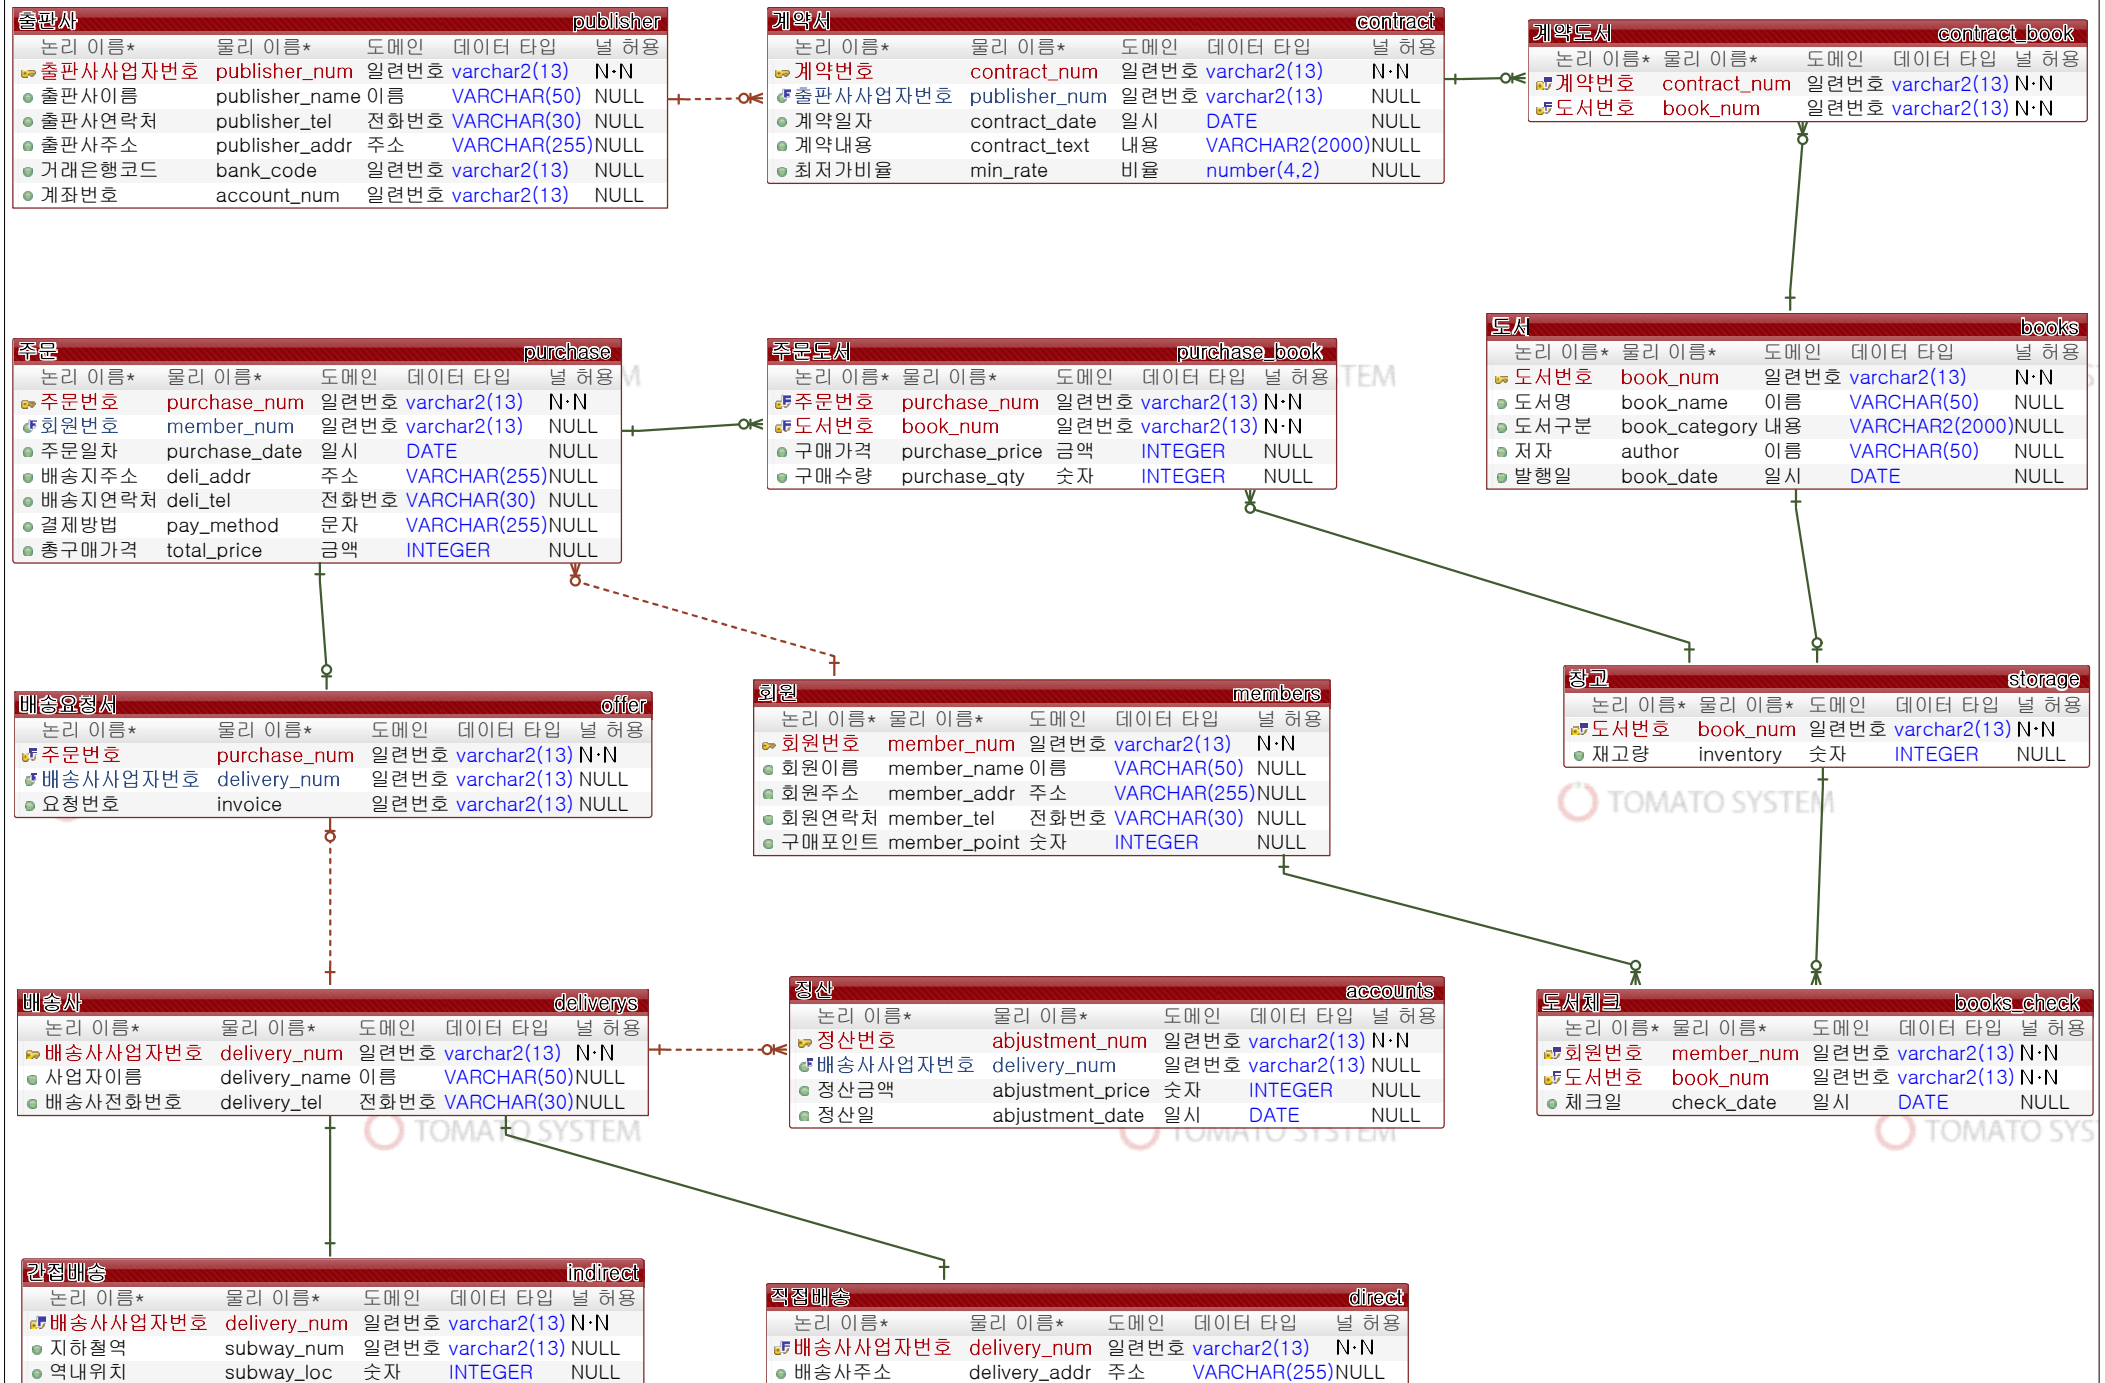 출판사 publisher
논리 이름* 물리 이름* 도메인 데이터 타입 널 허용
출판사사업자번호 publisher_num 일련번호 varchar2(13) N·N
출판사이름 publisher_name 이름 VARCHAR(50) NULL
출판사연락처 publisher_tel 전화번호 VARCHAR(30) NULL
출판사주소 publisher_addr 주소 VARCHAR(255) NULL
거래은행코드 bank_code 일련번호 varchar2(13) NULL
계좌번호 account_num 일련번호 varchar2(13) NULL
계약서 contract
논리 이름* 물리 이름* 도메인 데이터 타입 널 허용
계약번호 contract_num 일련번호 varchar2(13) N·N
출판사사업자번호 publisher_num 일련번호 varchar2(13) NULL
계약일자 contract_date 일시 DATE NULL
계약내용 contract_text 내용 VARCHAR2(2000) NULL
최저가비율 min_rate 비율 number(4,2) NULL
계약도서 contract_book
논리 이름* 물리 이름* 도메인 데이터 타입 널 허용
계약번호 contract_num 일련번호 varchar2(13) N·N
도서번호 book_num 일련번호 varchar2(13) N·N
주문 purchase
논리 이름* 물리 이름* 도메인 데이터 타입 널 허용
주문번호 purchase_num 일련번호 varchar2(13) N·N
회원번호 member_num 일련번호 varchar2(13) NULL
주문일차 purchase_date 일시 DATE NULL
배송지주소 deli_addr 주소 VARCHAR(255) NULL
배송지연락처 deli_tel 전화번호 VARCHAR(30) NULL
결제방법 pay_method 문자 VARCHAR(255) NULL
총구매가격 total_price 금액 INTEGER NULL
주문도서 purchase_book
논리 이름* 물리 이름* 도메인 데이터 타입 널 허용
주문번호 purchase_num 일련번호 varchar2(13) N·N
도서번호 book_num 일련번호 varchar2(13) N·N
구매가격 purchase_price 금액 INTEGER NULL
구매수량 purchase_qty 숫자 INTEGER NULL
도서 books
논리 이름* 물리 이름* 도메인 데이터 타입 널 허용
도서번호 book_num 일련번호 varchar2(13) N·N
도서명 book_name 이름 VARCHAR(50) NULL
도서구분 book_category 내용 VARCHAR2(2000) NULL
저자 author 이름 VARCHAR(50) NULL
발행일 book_date 일시 DATE NULL
배송요청서 offer
논리 이름* 물리 이름* 도메인 데이터 타입 널 허용
주문번호 purchase_num 일련번호 varchar2(13) N·N
배송사사업자번호 delivery_num 일련번호 varchar2(13) NULL
요청번호 invoice 일련번호 varchar2(13) NULL
회원 members
논리 이름* 물리 이름* 도메인 데이터 타입 널 허용
회원번호 member_num 일련번호 varchar2(13) N·N
회원이름 member_name 이름 VARCHAR(50) NULL
회원주소 member_addr 주소 VARCHAR(255) NULL
회원연락처 member_tel 전화번호 VARCHAR(30) NULL
구매포인트 member_point 숫자 INTEGER NULL
창고 storage
논리 이름* 물리 이름* 도메인 데이터 타입 널 허용
도서번호 book_num 일련번호 varchar2(13) N·N
재고량 inventory 숫자 INTEGER NULL
TOMATO SYSTEM
배송사 deliverys
논리 이름* 물리 이름* 도메인 데이터 타입 널 허용
배송사사업자번호 delivery_num 일련번호 varchar2(13) N·N
사업자이름 delivery_name 이름 VARCHAR(50) NULL
배송사전화번호 delivery_tel 전화번호 VARCHAR(30) NULL
정산 accounts
논리 이름* 물리 이름* 도메인 데이터 타입 널 허용
정산번호 abjustment_num 일련번호 varchar2(13) N·N
배송사사업자번호 delivery_num 일련번호 varchar2(13) NULL
정산금액 abjustment_price 숫자 INTEGER NULL
정산일 abjustment_date 일시 DATE NULL
도서체크 books_check
논리 이름* 물리 이름* 도메인 데이터 타입 널 허용
회원번호 member_num 일련번호 varchar2(13) N·N
도서번호 book_num 일련번호 varchar2(13) N·N
체크일 check_date 일시 DATE NULL
TOMATO SYSTEM
TOMATO SYSTEM
TOMATO SYS
간접배송 indirect
논리 이름* 물리 이름* 도메인 데이터 타입 널 허용
배송사사업자번호 delivery_num 일련번호 varchar2(13) N·N
지하철역 subway_num 일련번호 varchar2(13) NULL
역내위치 subway_loc 숫자 INTEGER NULL
직접배송 direct
논리 이름* 물리 이름* 도메인 데이터 타입 널 허용
배송사사업자번호 delivery_num 일련번호 varchar2(13) N·N
배송사주소 delivery_addr 주소 VARCHAR(255) NULL